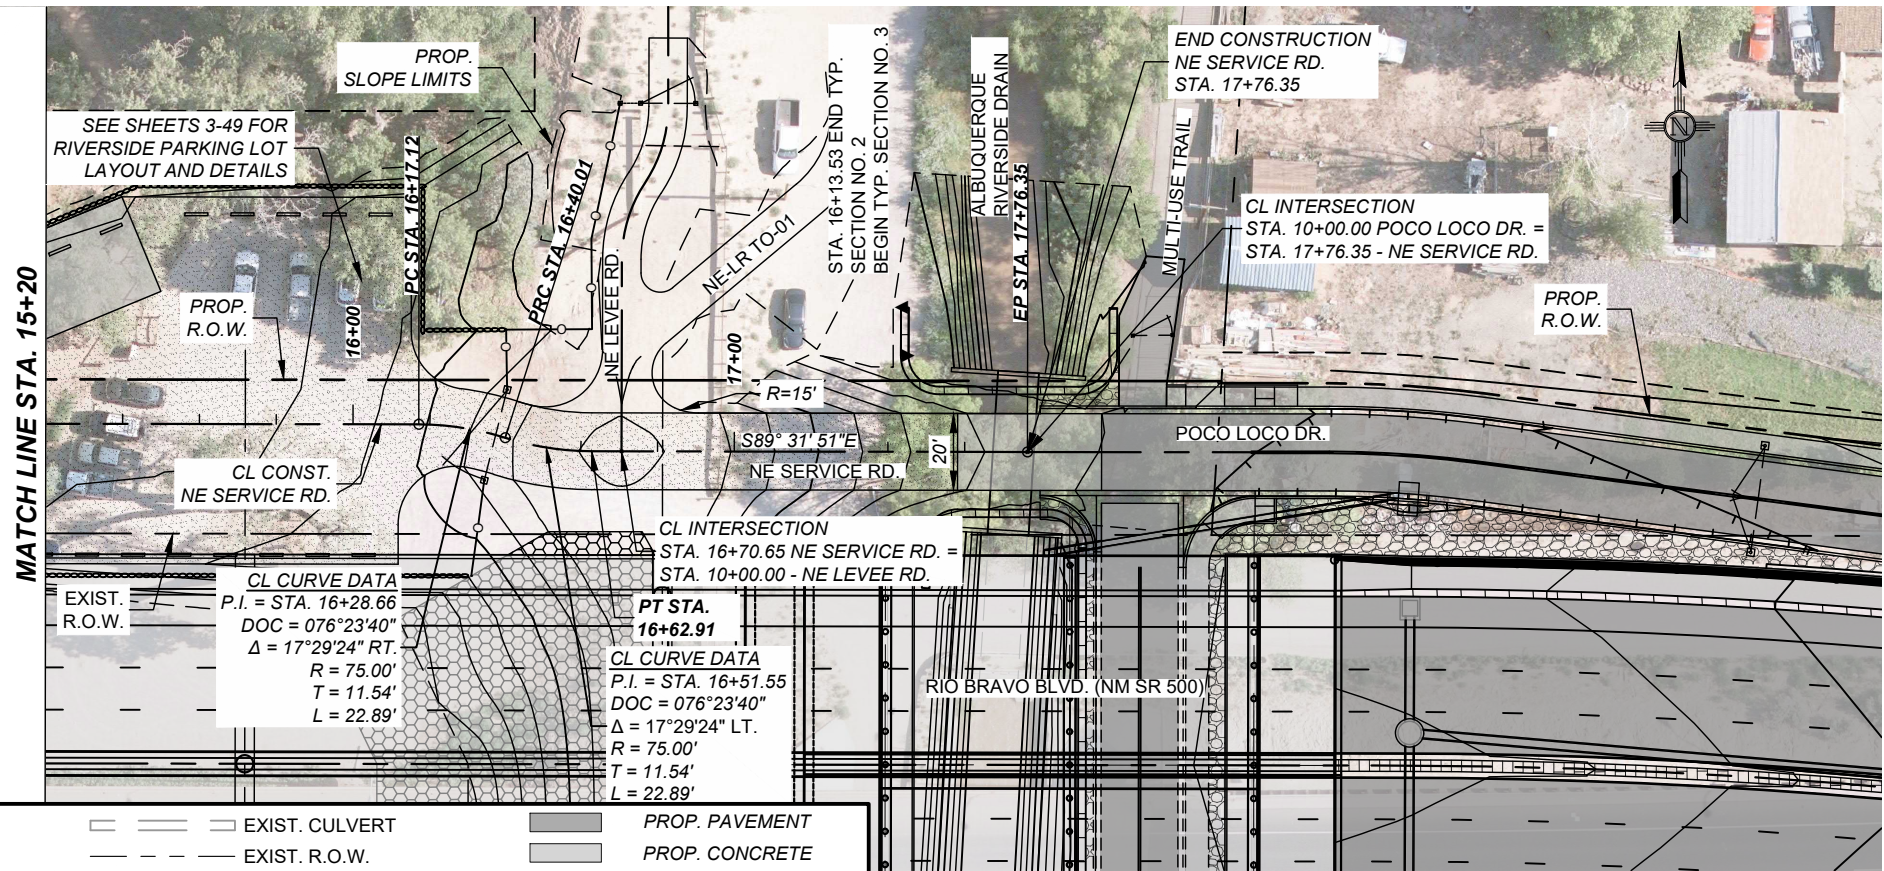 MATCH LINE STA. 15+20
PROP.
SLOPE LIMITS
SEE SHEETS 3-49 FOR
RIVERSIDE PARKING LOT
LAYOUT AND DETAILS
PC STA. 16+17.12
PRC STA. 16+40.01
NE LEVEE RD.
NE-LR TO-01
STA. 16+13.53 END TYP.
SECTION NO. 2
BEGIN TYP. SECTION NO. 3
ALBUQUERQUE
RIVERSIDE DRAIN
EP STA. 17+76.35
END CONSTRUCTION
NE SERVICE RD.
STA. 17+76.35
MULTI-USE TRAIL
CL INTERSECTION
STA. 10+00.00 POCO LOCO DR. =
STA. 17+76.35 - NE SERVICE RD.
N
PROP.
R.O.W.
16+00
PROP.
R.O.W.
17+00
R=15'
S89° 31' 51"E
NE SERVICE RD.
20'
POCO LOCO DR.
CL CONST.
NE SERVICE RD.
EXIST.
R.O.W.
CL INTERSECTION
STA. 16+70.65 NE SERVICE RD. =
STA. 10+00.00 - NE LEVEE RD.
CL CURVE DATA
P.I. = STA. 16+28.66
DOC = 076°23'40"
Δ = 17°29'24" RT.
R = 75.00'
T = 11.54'
L = 22.89'
PT STA.
16+62.91
CL CURVE DATA
P.I. = STA. 16+51.55
DOC = 076°23'40"
Δ = 17°29'24" LT.
R = 75.00'
T = 11.54'
L = 22.89'
RIO BRAVO BLVD. (NM SR 500)
EXIST. CULVERT
EXIST. R.O.W.
PROP. PAVEMENT
PROP. CONCRETE